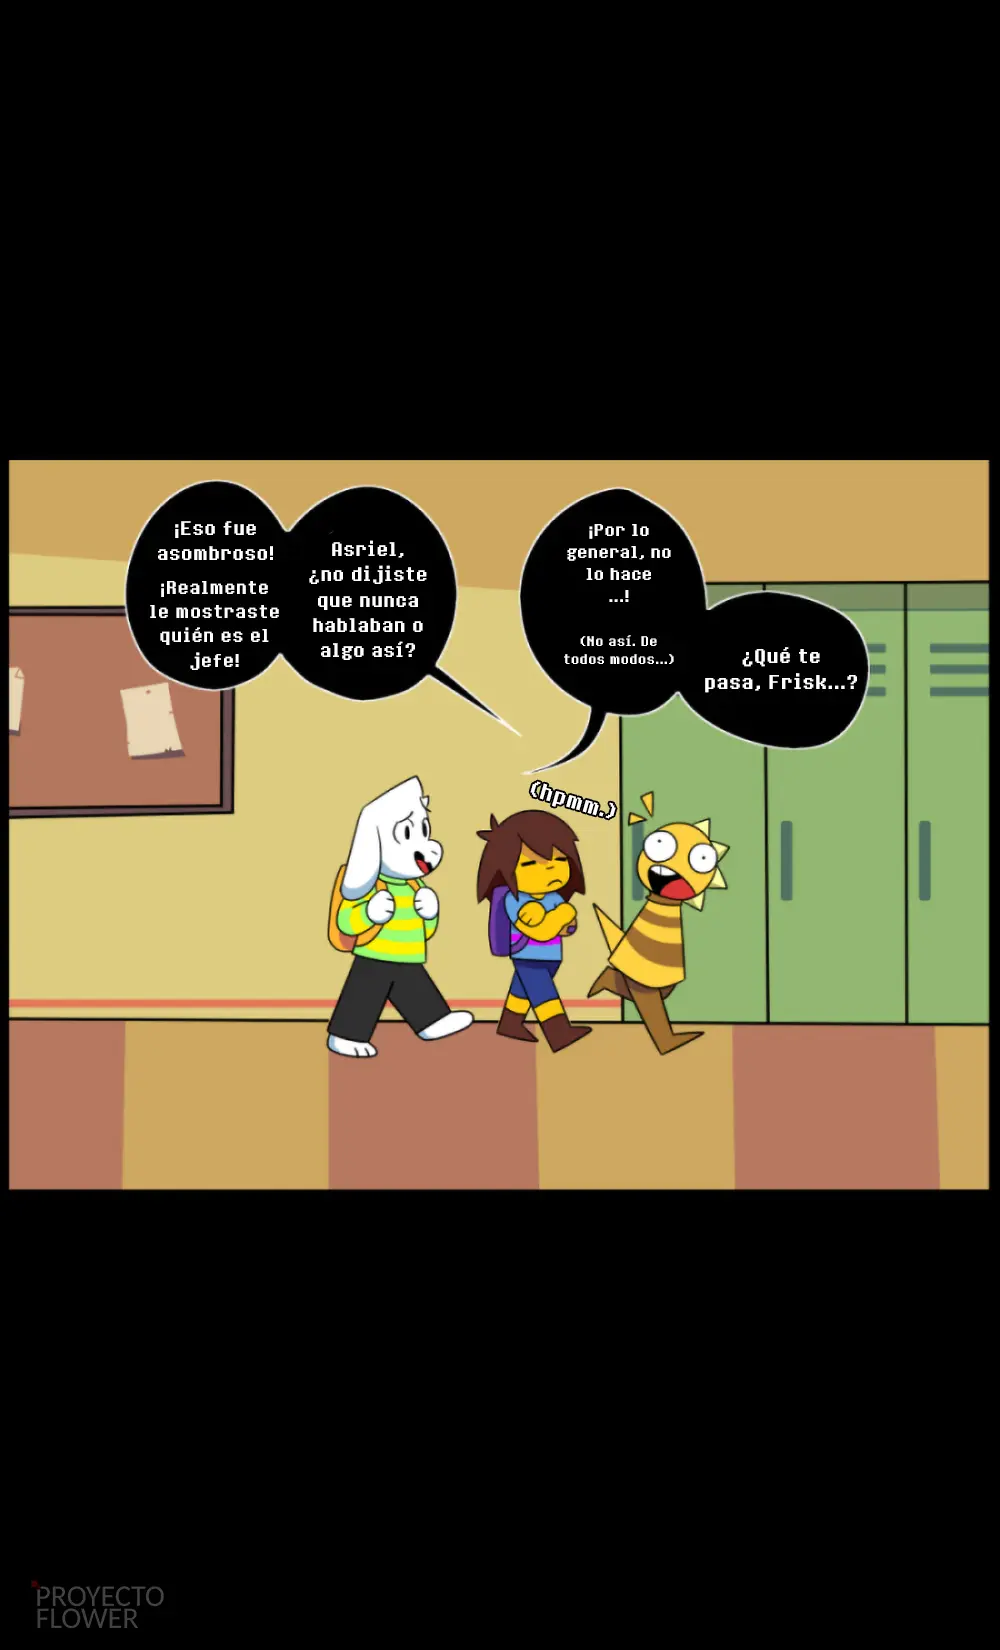 ¡Eso fue
asombroso!
¡Realmente
le mostraste
quién es el
jefe!
Asriel,
¿no dijiste
que nunca
hablaban o
algo así?
¡Por lo
general, no
lo hace
...!
(No así. De
todos modos...)
¿Qué te
pasa, Frisk...?
(hpmm.)
PROYECTO
FLOWER